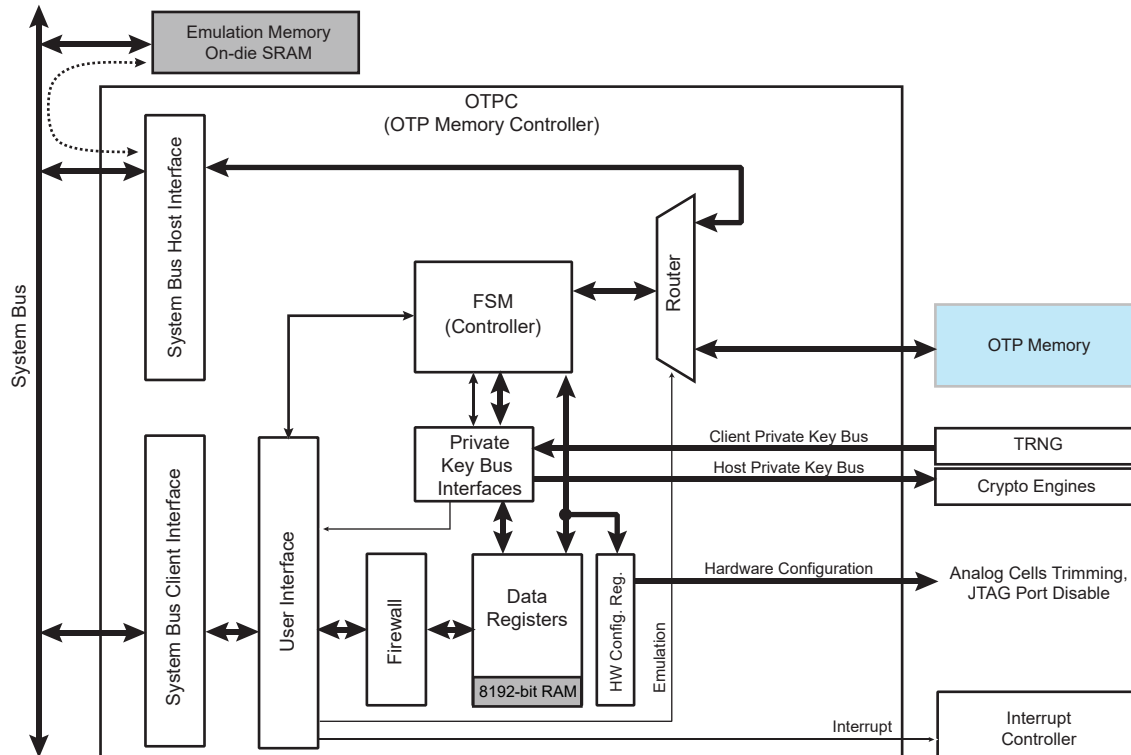 Emulation Memory
On-die SRAM
OTPC
(OTP Memory Controller)
System Bus
System Bus Host Interface
FSM
(Controller)
Router
OTP Memory
Private
Key Bus
Interfaces
Client Private Key Bus
TRNG
Host Private Key Bus
Crypto Engines
System Bus Client Interface
User Interface
Firewall
Data
Registers
8192-bit RAM
HW Config. Reg.
Hardware Configuration
Analog Cells Trimming,
JTAG Port Disable
Emulation
Interrupt
Interrupt
Controller